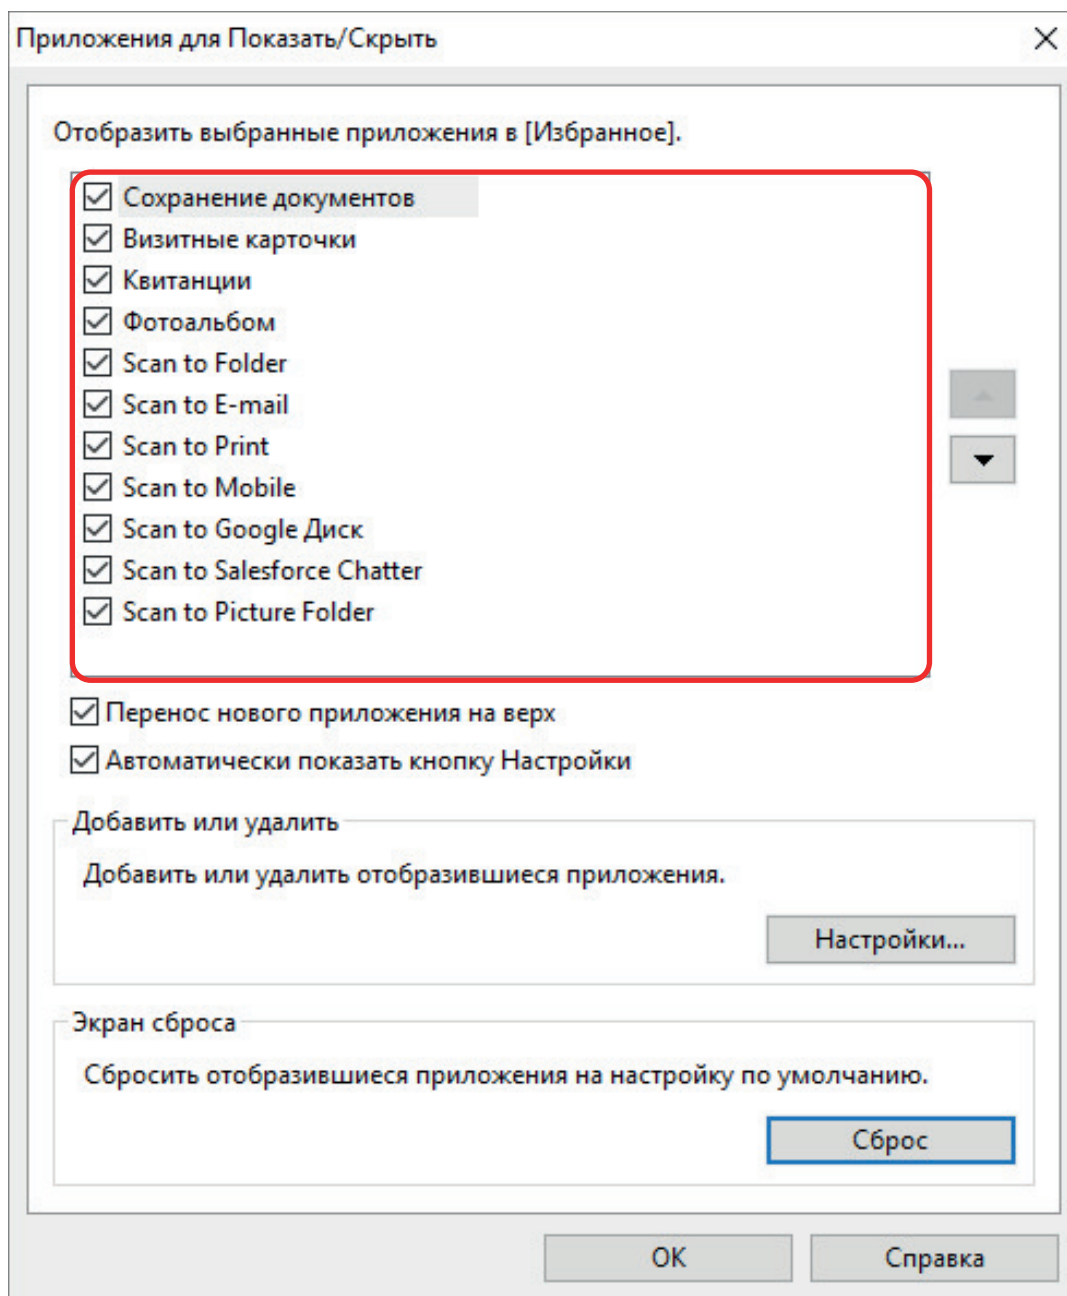 Приложения для Показать/Скрыть
Отобразить выбранные приложения в [Избранное].
Сохранение документов
Визитные карточки
Квитанции
Фотоальбом
Scan to Folder
Scan to E-mail
Scan to Print
Scan to Mobile
Scan to Google Диск
Scan to Salesforce Chatter
Scan to Picture Folder
Перенос нового приложения на верх
Автоматически показать кнопку Настройки
Добавить или удалить
Добавить или удалить отобразившиеся приложения.
Настройки...
Экран сброса
Сбросить отобразившиеся приложения на настройку по умолчанию.
Сброс
ОК Справка